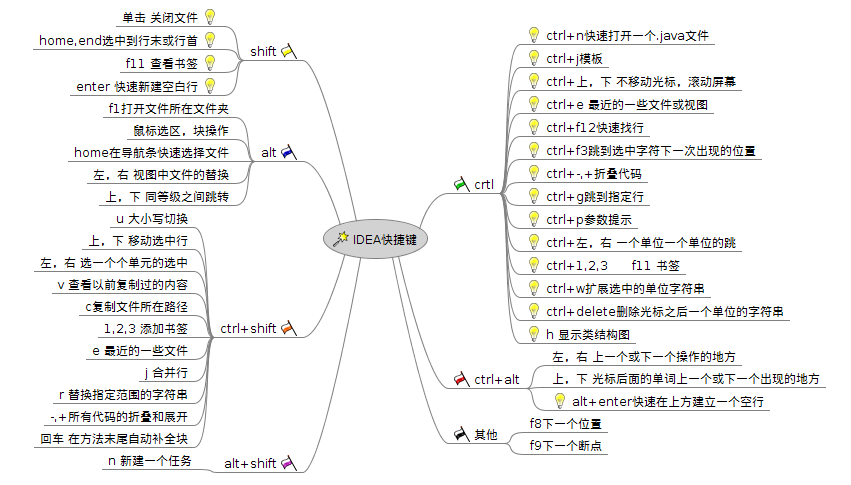 IDEA快捷键
shift
单击 关闭文件
home,end选中到行末或行首
f11 查看书签
enter 快速新建空白行
alt
f1打开文件所在文件夹
鼠标选区，块操作
home在导航条快速选择文件
左，右 视图中文件的替换
上，下 同等级之间跳转
ctrl+shift
u 大小写切换
上，下 移动选中行
左，右 选一个个单元的选中
v 查看以前复制过的内容
c复制文件所在路径
1,2,3 添加书签
e 最近的一些文件
j 合并行
r 替换指定范围的字符串
-,+所有代码的折叠和展开
回车 在方法末尾自动补全块
alt+shift
n 新建一个任务
crtl
ctrl+n快速打开一个.java文件
ctrl+j模板
ctrl+上，下 不移动光标，滚动屏幕
ctrl+e 最近的一些文件或视图
ctrl+f12快速找行
ctrl+f3跳到选中字符下一次出现的位置
ctrl+-,+折叠代码
ctrl+g跳到指定行
ctrl+p参数提示
ctrl+左，右 一个单位一个单位的跳
ctrl+1,2,3 f11 书签
ctrl+w扩展选中的单位字符串
ctrl+delete删除光标之后一个单位的字符串
h 显示类结构图
ctrl+alt
左，右 上一个或下一个操作的地方
上，下 光标后面的单词上一个或下一个出现的地方
alt+enter快速在上方建立一个空行
其他
f8下一个位置
f9下一个断点